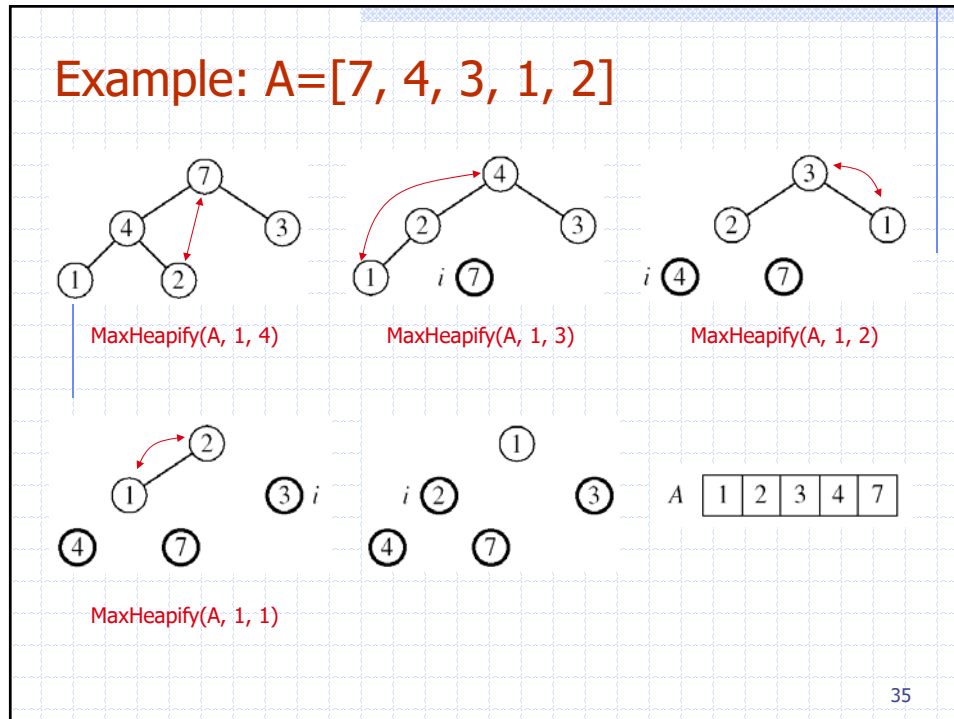 Example: A=[7, 4, 3, 1, 2]
7
4 3
1 2
MaxHeapify(A, 1, 4)
4
2 3
1 i 7
MaxHeapify(A, 1, 3)
3
2 1
i 4 7
MaxHeapify(A, 1, 2)
2
1 3 i
4 7
MaxHeapify(A, 1, 1)
1
i 2 3
4 7
A 1 2 3 4 7
35